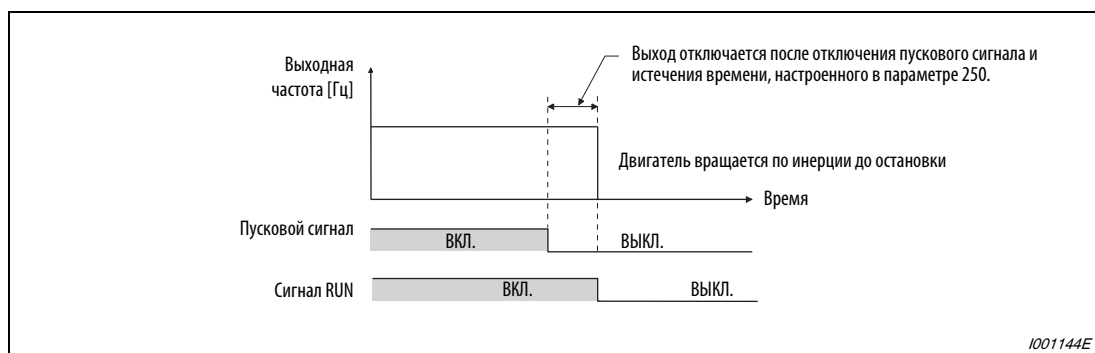 Выход отключается после отключения пускового сигнала и
истечения времени, настроенного в параметре 250.
Выходная
частота [Гц]
Двигатель вращается по инерции до остановки
Время
Пусковой сигнал
ВКЛ.
ВЫКЛ.
Сигнал RUN
ВКЛ.
ВЫКЛ.
I001144E